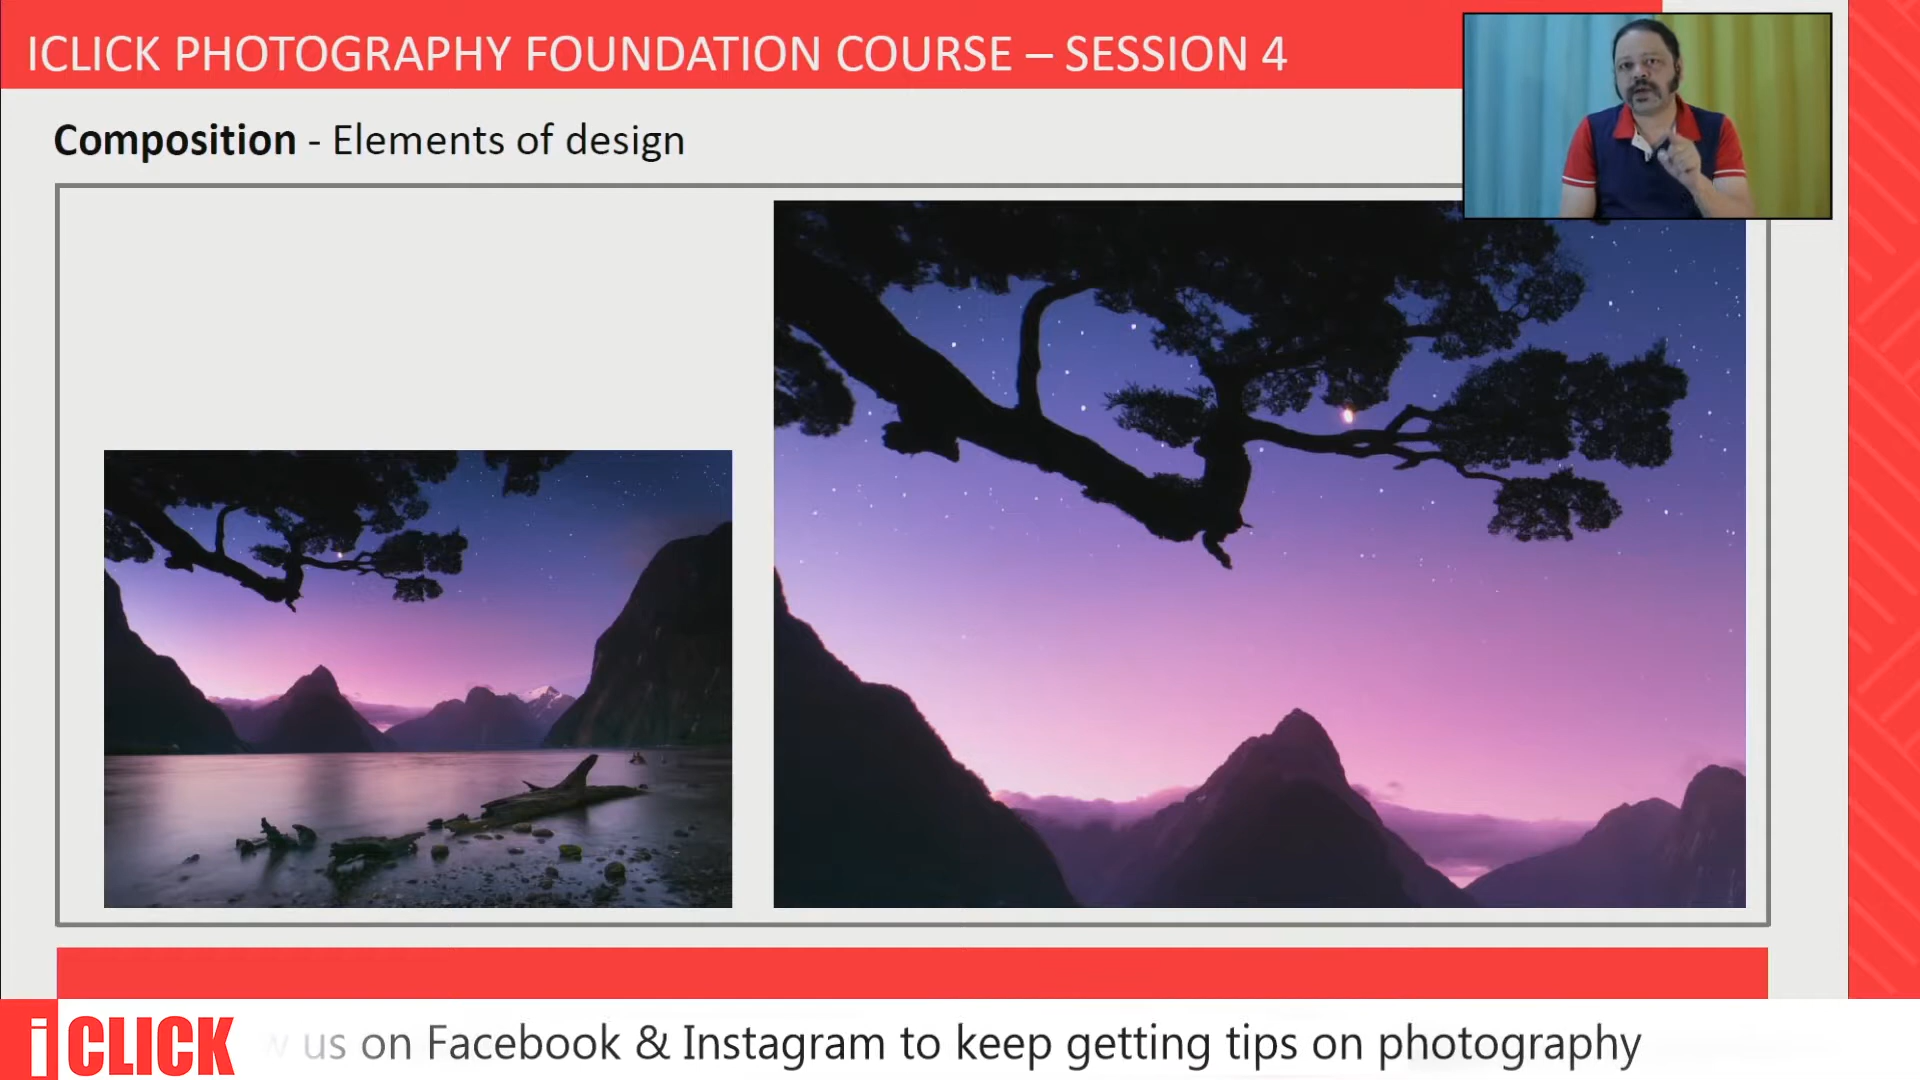 ICLICK PHOTOGRAPHY FOUNDATION COURSE – SESSION 4
Composition - Elements of design
iCLICK
us on Facebook & Instagram to keep getting tips on photography